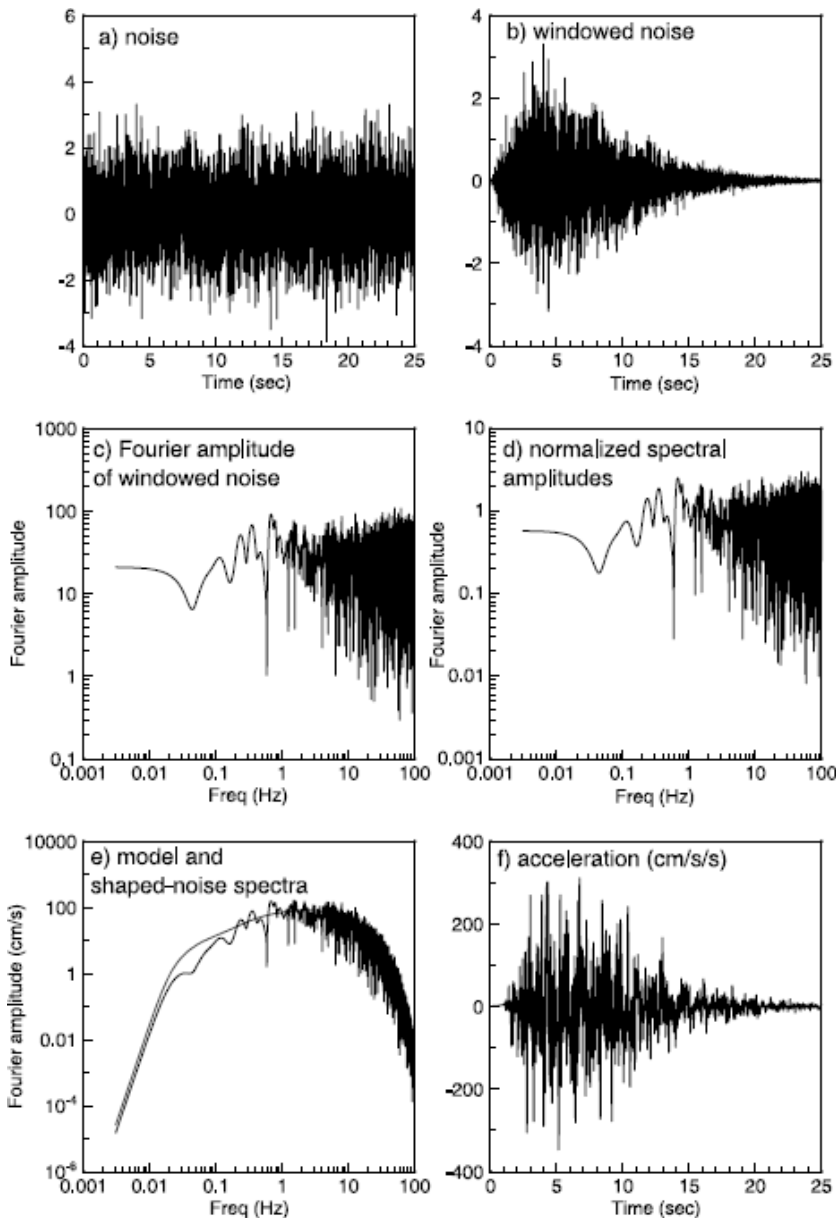 a) noise
6
4
2
0
-2
-4
0 5 10 15 20 25
Time (sec)
b) windowed noise
4
2
0
-2
-4
0 5 10 15 20 25
Time (sec)
c) Fourier amplitude
of windowed noise
Fourier amplitude
1000
100
10
1
0.1
0.001 0.01 0.1 1 10 100
Freq (Hz)
d) normalized spectral
amplitudes
Fourier amplitude
10
1
0.1
0.01
0.001
0.001 0.01 0.1 1 10 100
Freq (Hz)
e) model and
shaped-noise spectra
Fourier amplitude (cm/s)
10000
100
1
0.01
10-4
10-6
0.001 0.01 0.1 1 10 100
Freq (Hz)
f) acceleration (cm/s/s)
400
200
0
-200
-400
0 5 10 15 20 25
Time (sec)